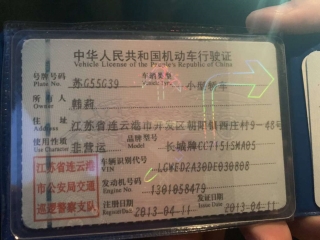 中华人民共和国机动车行驶证
Vehicle License of the People's Republic of China
号牌号码 苏G55G39 车辆类型 小型轿车
Plate No. Vehicle Type
所有人 韩莉
Owner
住址 江苏省连云港市开发区朝阳镇西庄村9-48号
Address
使用性质 非营运 品牌型号 长城牌CC7151SMA05
Use Character Model
江苏省连云港
市公安局交通
巡逻警察支队
车辆识别代号 LGWED2A30DE030808
VIN
发动机号码 1301058479
Engine No.
注册日期 2013-04-11 发证日期 2013-04-11
Register Date Issue Date